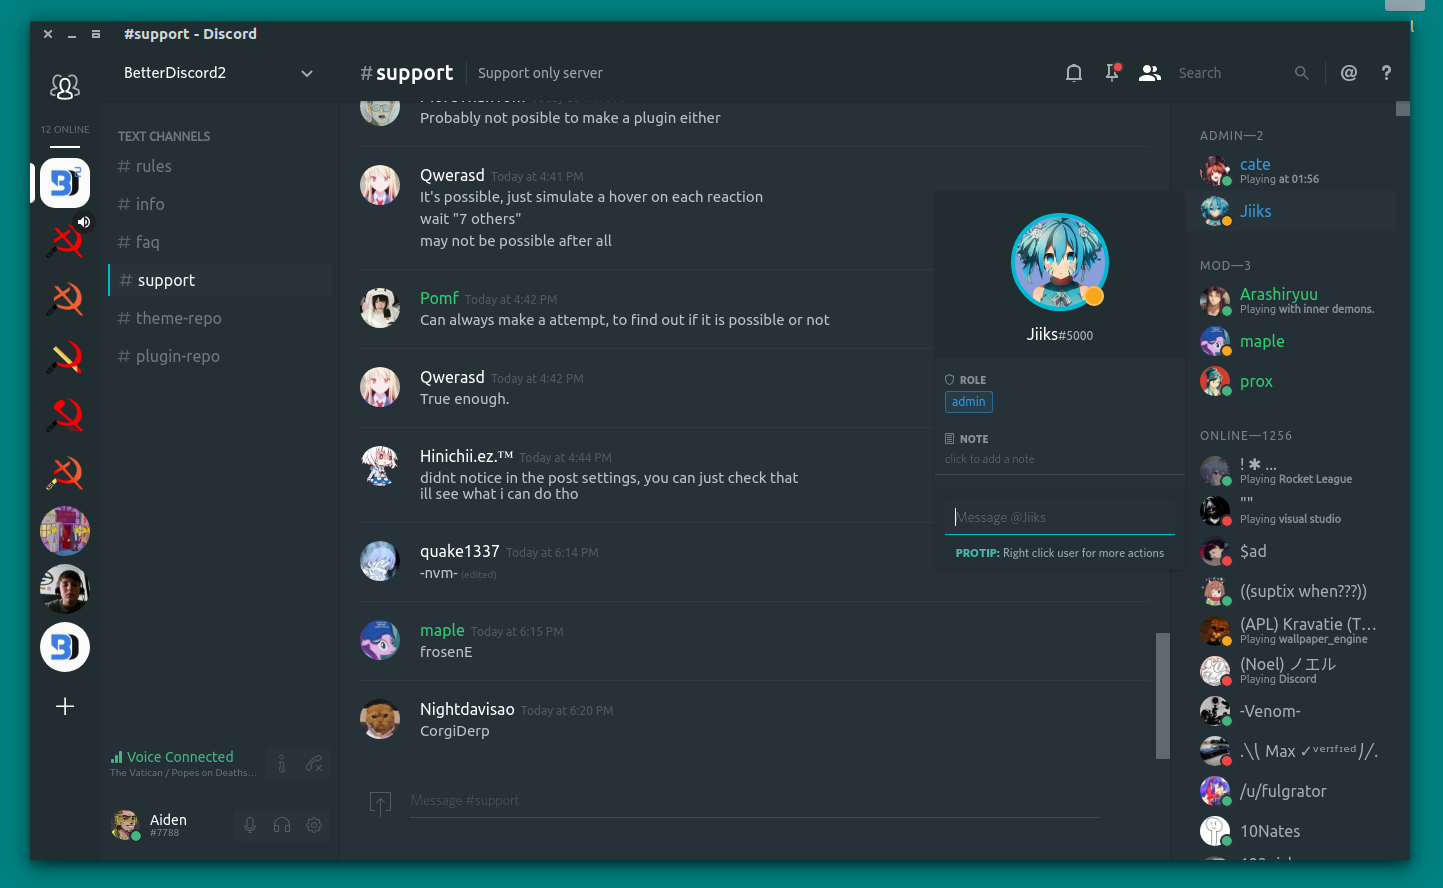 #support - Discord
BetterDiscord2
#support
Support only server
Search
@
?
12 ONLINE
TEXT CHANNELS
# rules
# info
# faq
# support
# theme-repo
# plugin-repo
Voice Connected
The Vatican / Popes on Deaths...
Aiden
#7788
Probably not posible to make a plugin either
Qwerasd Today at 4:41 PM
It's possible, just simulate a hover on each reaction
wait "7 others"
may not be possible after all
Pomf Today at 4:42 PM
Can always make a attempt, to find out if it is possible or not
Qwerasd Today at 4:42 PM
True enough.
Hinichii.ez.™ Today at 4:44 PM
didnt notice in the post settings, you can just check that
ill see what i can do tho
quake1337 Today at 6:14 PM
-nvm- (edited)
maple Today at 6:15 PM
frosenE
Nightdavisao Today at 6:20 PM
CorgiDerp
Message #support
Jiiks#5000
ROLE
admin
NOTE
click to add a note
Message @Jiiks
PROTIP: Right click user for more actions
ADMIN—2
cate
Playing at 01:56
Jiiks
MOD—3
Arashiryuu
Playing with inner demons.
maple
prox
ONLINE—1256
! ✱ ...
Playing Rocket League
""
Playing visual studio
$ad
((suptix when???))
(APL) Kravatie (T...
Playing wallpaper_engine
(Noel) ノエル
Playing Discord
-Venom-
.⎝⎝ Max ✓ᵛᵉʳᶦᶠᶦᵉᵈ⎠╱.
/u/fulgrator
10Nates